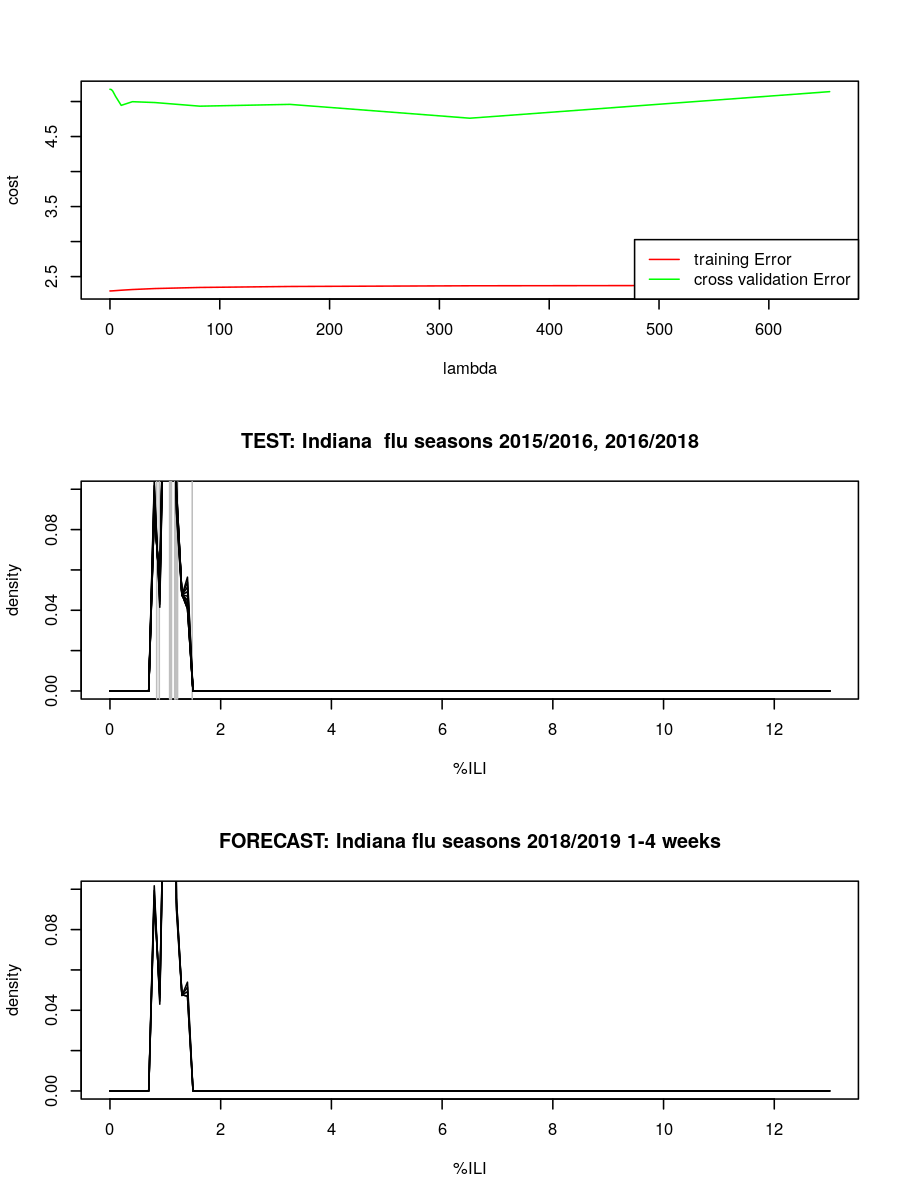 cost
2.5 3.5 4.5
training Error
cross validation Error
0 100 200 300 400 500 600
lambda
TEST: Indiana  flu seasons 2015/2016, 2016/2018
density
0.00 0.04 0.08
0 2 4 6 8 10 12
%ILI
FORECAST: Indiana flu seasons 2018/2019 1-4 weeks
density
0.00 0.04 0.08
0 2 4 6 8 10 12
%ILI